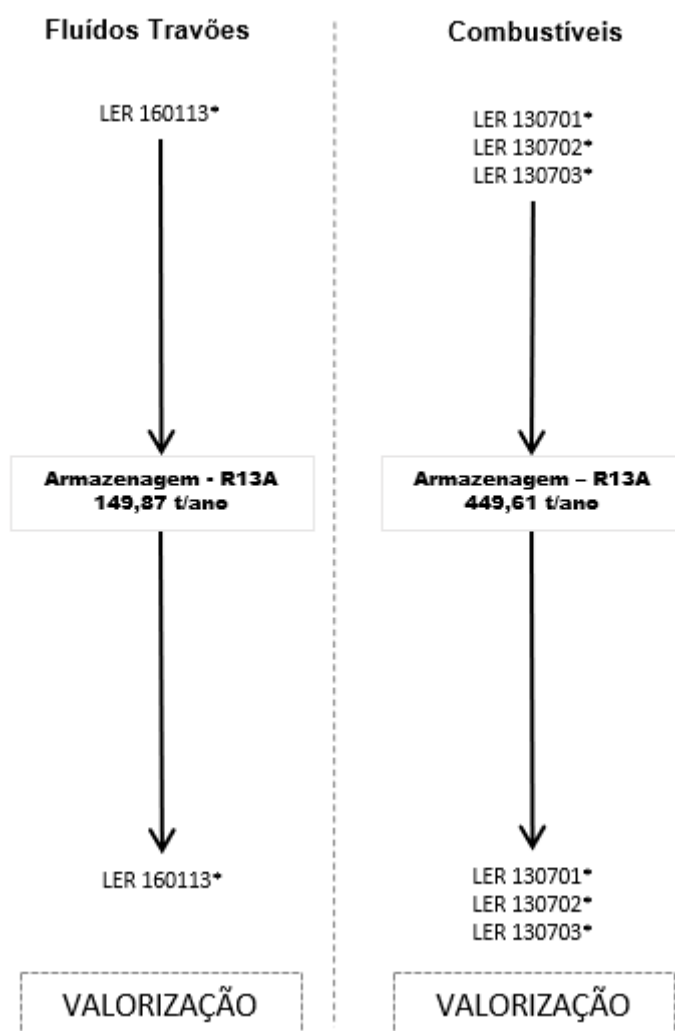 Fluídos Travões
LER 160113*
Armazenagem - R13A
149,87 t/ano
LER 160113*
VALORIZAÇÃO
Combustíveis
LER 130701*
LER 130702*
LER 130703*
Armazenagem – R13A
449,61 t/ano
LER 130701*
LER 130702*
LER 130703*
VALORIZAÇÃO